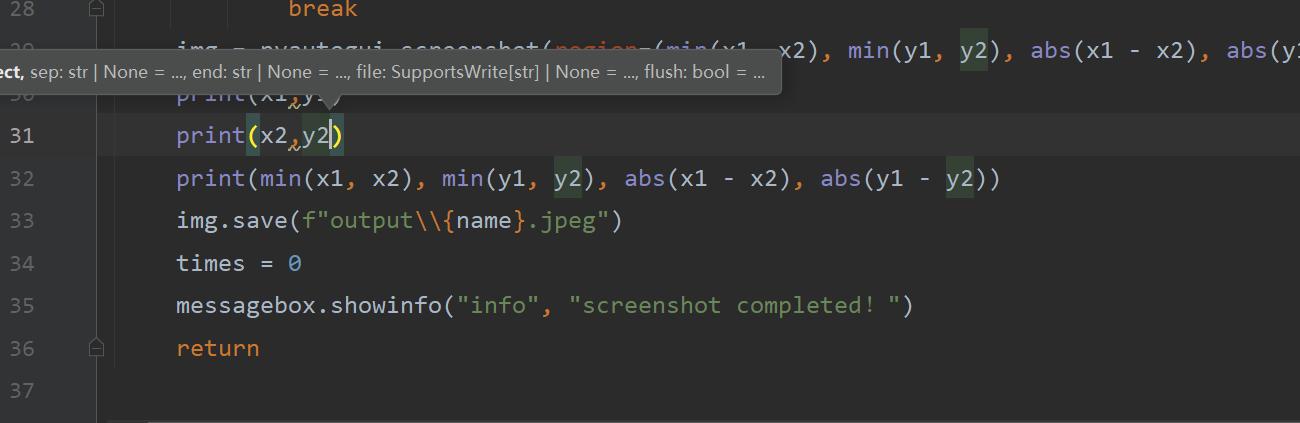 28 break
29 img = pyautogui.screenshot(region=(min(x1, x2), min(y1, y2), abs(x1 - x2), abs(y1
ect, sep: str | None = ..., end: str | None = ..., file: SupportsWrite[str] | None = ..., flush: bool = ...
30 print(x1,y1)
31 print(x2,y2)
32 print(min(x1, x2), min(y1, y2), abs(x1 - x2), abs(y1 - y2))
33 img.save(f"output\\{name}.jpeg")
34 times = 0
35 messagebox.showinfo("info", "screenshot completed！")
36 return
37